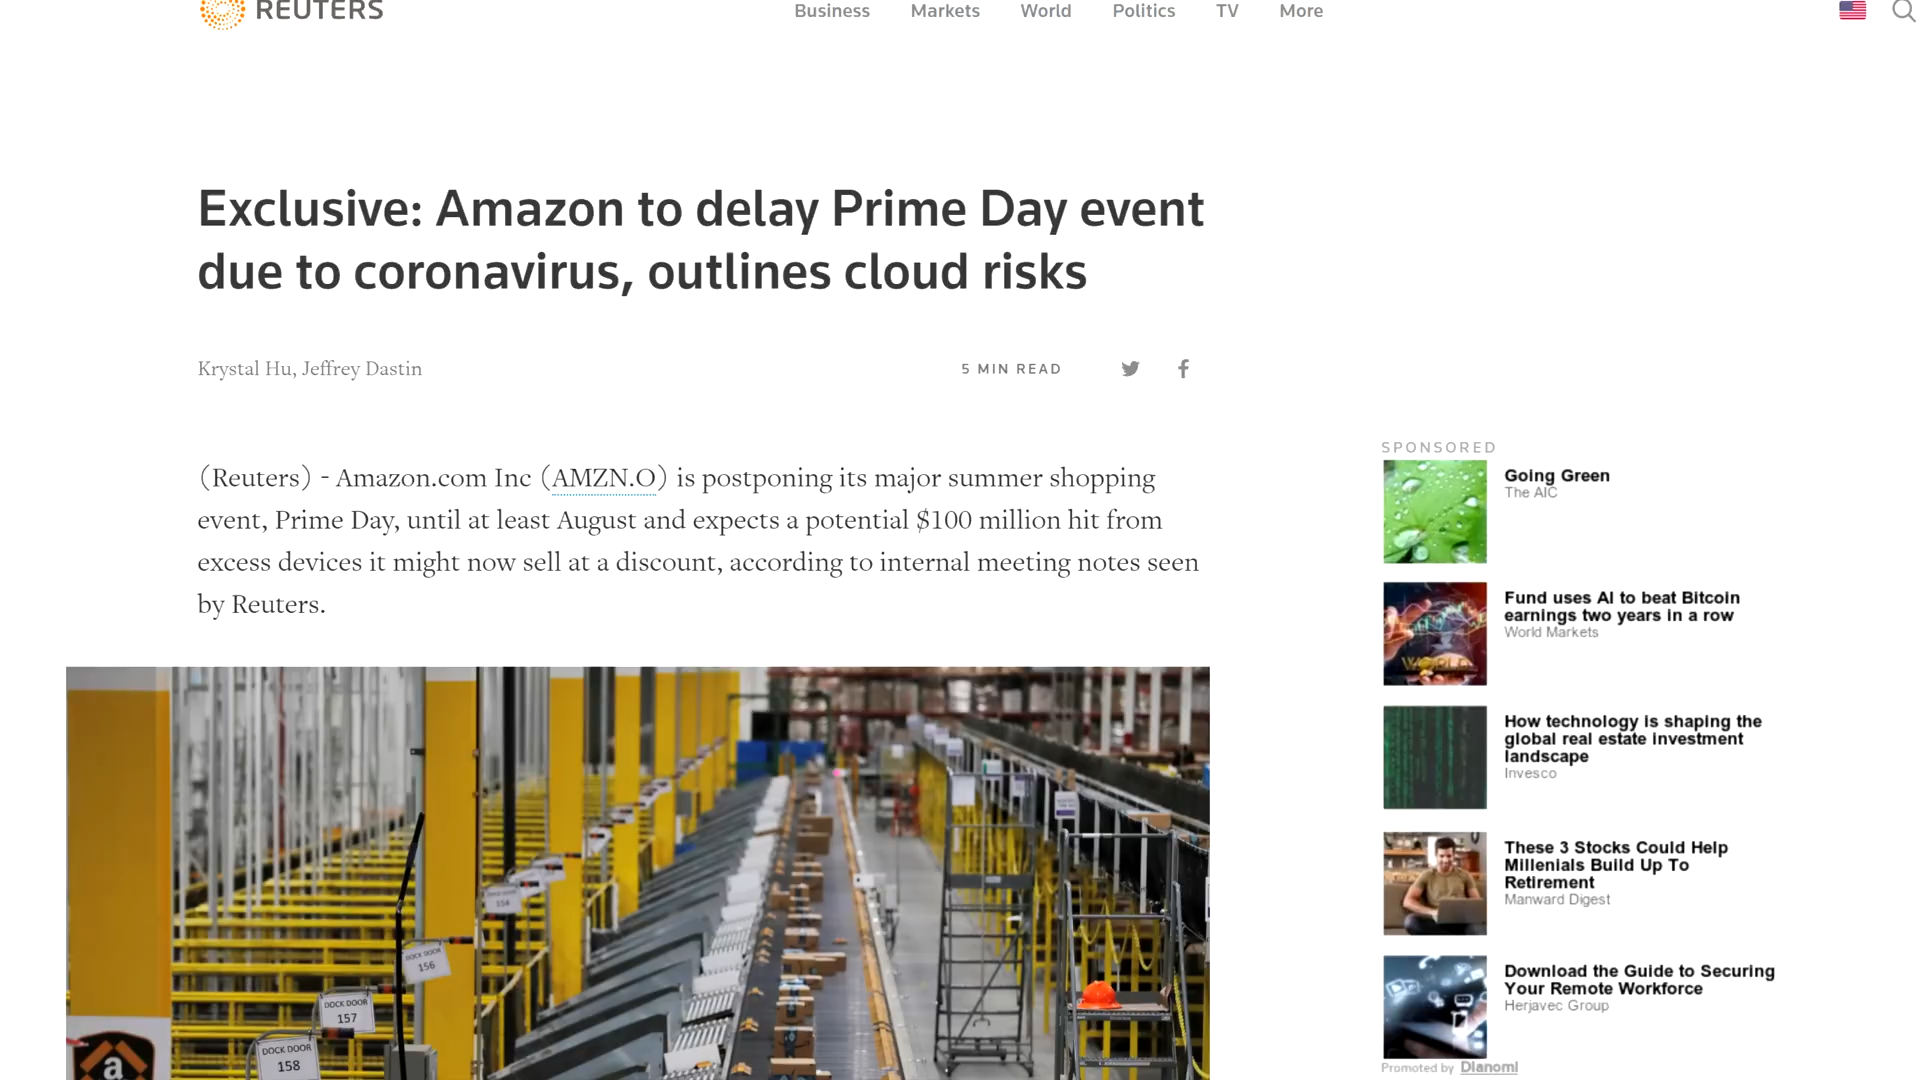 REUTERS
Business Markets World Politics TV More
Exclusive: Amazon to delay Prime Day event
due to coronavirus, outlines cloud risks
Krystal Hu, Jeffrey Dastin
5 MIN READ
(Reuters) - Amazon.com Inc (AMZN.O) is postponing its major summer shopping
event, Prime Day, until at least August and expects a potential $100 million hit from
excess devices it might now sell at a discount, according to internal meeting notes seen
by Reuters.
154
DOCK DOOR
156
DOCK DOOR
157
DOCK DOOR
158
a
SPONSORED
Going Green
The AIC
Fund uses AI to beat Bitcoin
earnings two years in a row
World Markets
WORLD
How technology is shaping the
global real estate investment
landscape
Invesco
These 3 Stocks Could Help
Millenials Build Up To
Retirement
Manward Digest
Download the Guide to Securing
Your Remote Workforce
Herjavec Group
Promoted by Dianomi